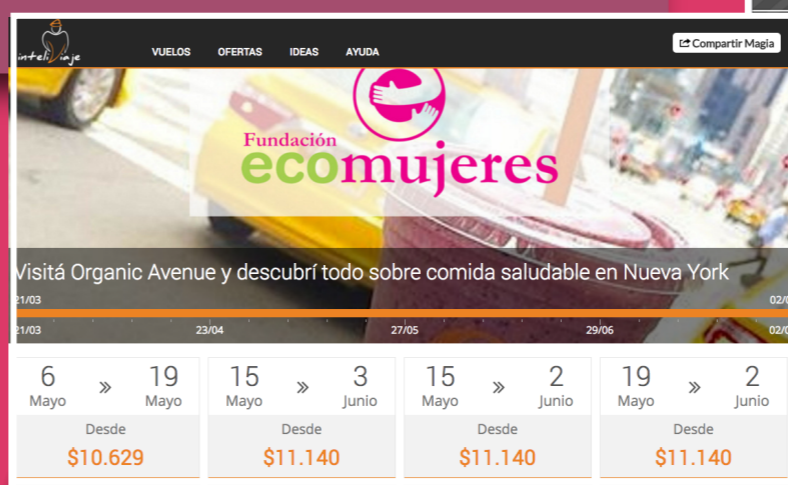 inteliViaje
VUELOS OFERTAS IDEAS AYUDA
Compartir Magia
Fundación
ecomujeres
Visitá Organic Avenue y descubrí todo sobre comida saludable en Nueva York
21/03 02/0
21/03 23/04 27/05 29/06 02/0
6 » 19 15 » 3 15 » 2 19 » 2
Mayo Mayo Mayo Junio Mayo Junio Mayo Junio
Desde Desde Desde Desde
$10.629 $11.140 $11.140 $11.140